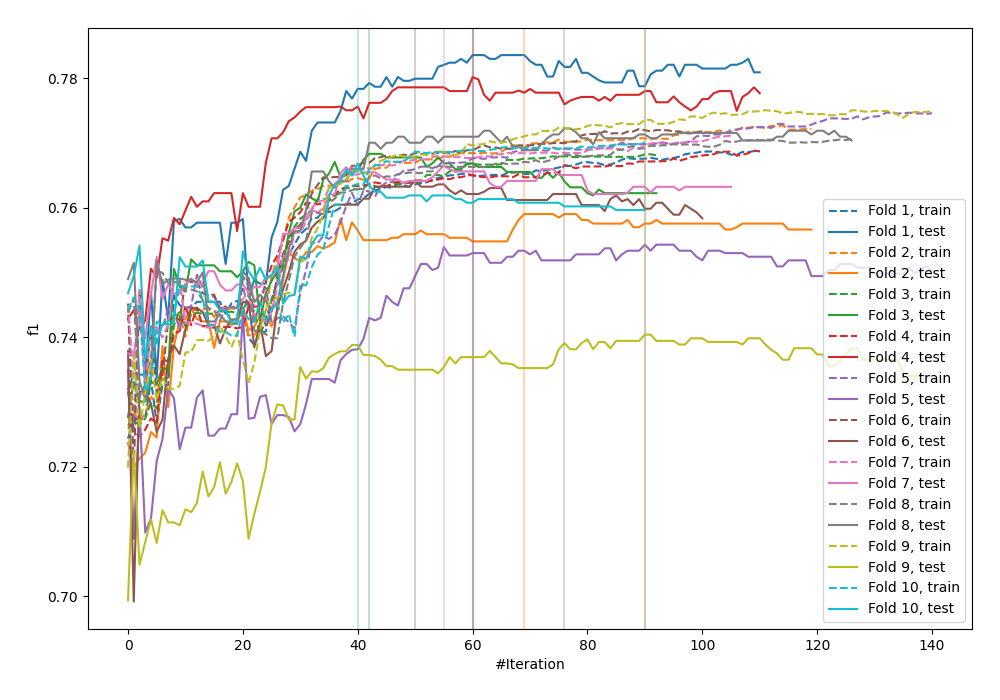 0.78
0.76
0.74
0.72
0.70
f1
0
20
40
60
80
100
120
140
#Iteration
Fold 1, train
Fold 1, test
Fold 2, train
Fold 2, test
Fold 3, train
Fold 3, test
Fold 4, train
Fold 4, test
Fold 5, train
Fold 5, test
Fold 6, train
Fold 6, test
Fold 7, train
Fold 7, test
Fold 8, train
Fold 8, test
Fold 9, train
Fold 9, test
Fold 10, train
Fold 10, test